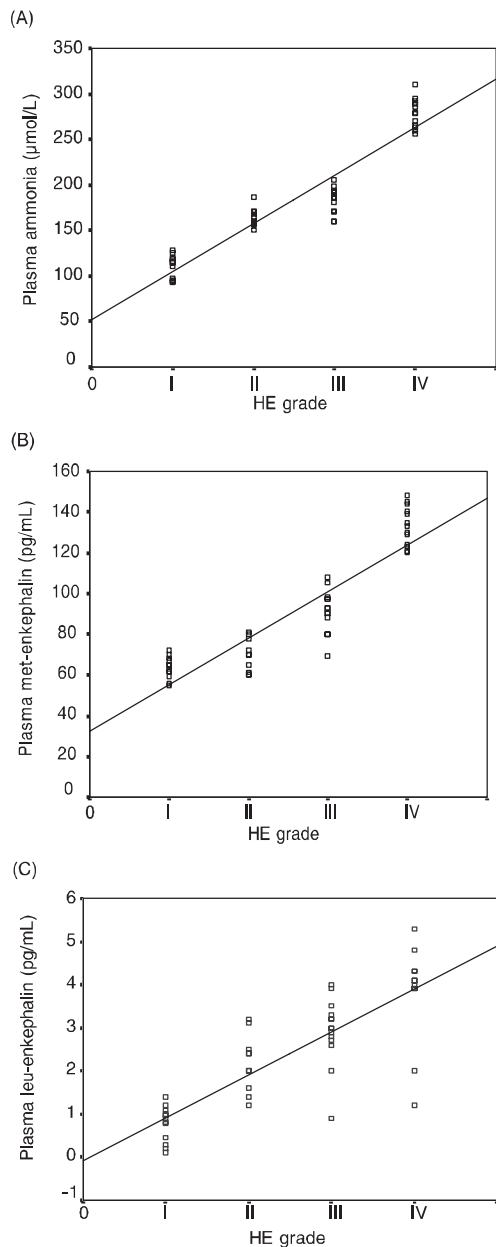 (A)
Plasma ammonia (µmol/L)
350
300
250
200
150
100
50
0
0 I II III IV
HE grade
(B)
Plasma met-enkephalin (pg/mL)
160
140
120
100
80
60
40
20
0
0 I II III IV
HE grade
(C)
Plasma leu-enkephalin (pg/mL)
6
5
4
3
2
1
0
-1
0 I II III IV
HE grade